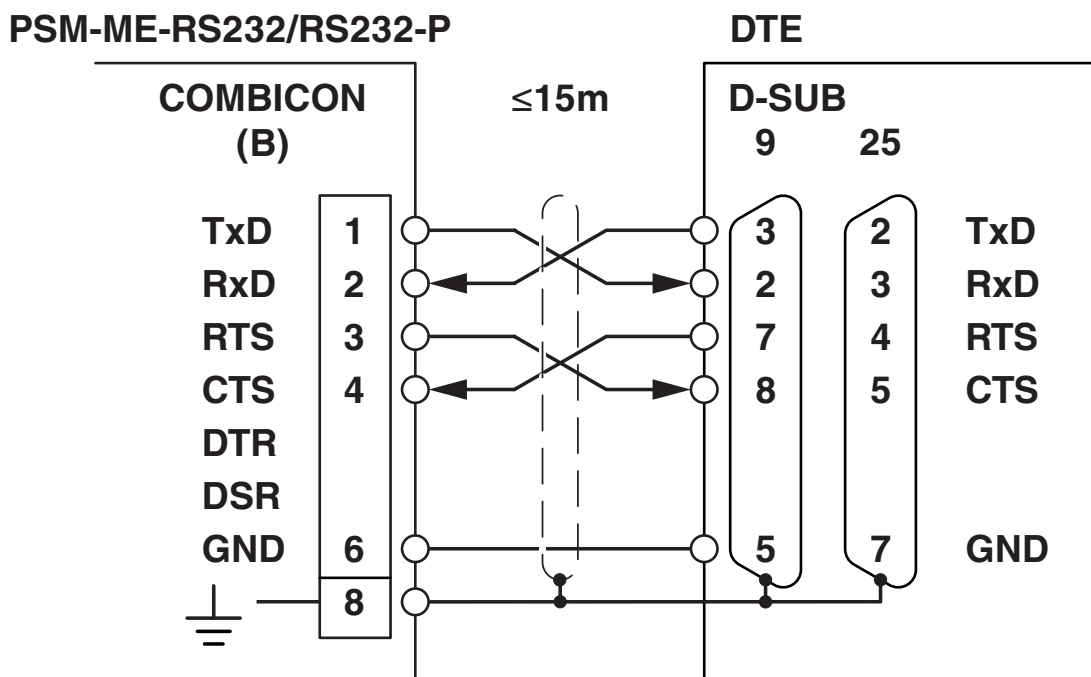 PSM-ME-RS232/RS232-P DTE
COMBICON ≤15m D-SUB
(B) 9 25
TxD 1 3 2 TxD
RxD 2 2 3 RxD
RTS 3 7 4 RTS
CTS 4 8 5 CTS
DTR
DSR
GND 6 5 7 GND
8